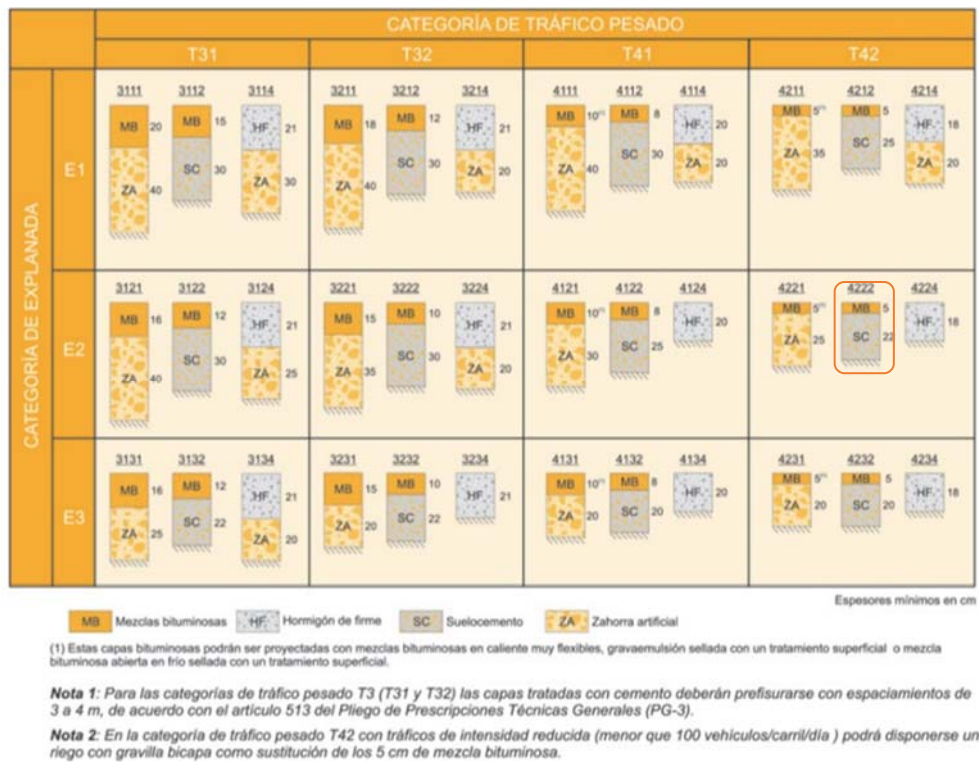 CATEGORÍA DE TRÁFICO PESADO
T31 T32 T41 T42
CATEGORÍA DE EXPLANADA
E1
3111 3112 3114 3211 3212 3214 4111 4112 4114 4211 4212 4214
MB 20 MB 15 HF 21 MB 18 MB 12 HF 21 MB 10(1) MB 8 HF 20 MB 5(1) MB 5 HF 18
ZA 40 SC 30 ZA 30 ZA 40 SC 30 ZA 20 ZA 40 SC 30 ZA 20 ZA 35 SC 25 ZA 20
E2
3121 3122 3124 3221 3222 3224 4121 4122 4124 4221 4222 4224
MB 16 MB 12 HF 21 MB 15 MB 10 HF 21 MB 10(1) MB 8 HF 20 MB 5(1) MB 5 HF 18
ZA 40 SC 30 ZA 25 ZA 35 SC 30 ZA 20 ZA 30 SC 25 ZA 25 SC 22
E3
3131 3132 3134 3231 3232 3234 4131 4132 4134 4231 4232 4234
MB 16 MB 12 HF 21 MB 15 MB 10 HF 21 MB 10(1) MB 8 HF 20 MB 5(1) MB 5 HF 18
ZA 25 SC 22 ZA 20 ZA 20 SC 22 ZA 20 SC 20 ZA 20 SC 20
Espesores mínimos en cm
MB Mezclas bituminosas HF Hormigón de firme SC Suelocemento ZA Zahorra artificial
(1) Estas capas bituminosas podrán ser proyectadas con mezclas bituminosas en caliente muy flexibles, gravaemulsión sellada con un tratamiento superficial o mezcla
bituminosa abierta en frío sellada con un tratamiento superficial.
Nota 1: Para las categorías de tráfico pesado T3 (T31 y T32) las capas tratadas con cemento deberán prefisurarse con espaciamientos de
3 a 4 m, de acuerdo con el artículo 513 del Pliego de Prescripciones Técnicas Generales (PG-3).
Nota 2: En la categoría de tráfico pesado T42 con tráficos de intensidad reducida (menor que 100 vehículos/carril/día ) podrá disponerse un
riego con gravilla bicapa como sustitución de los 5 cm de mezcla bituminosa.